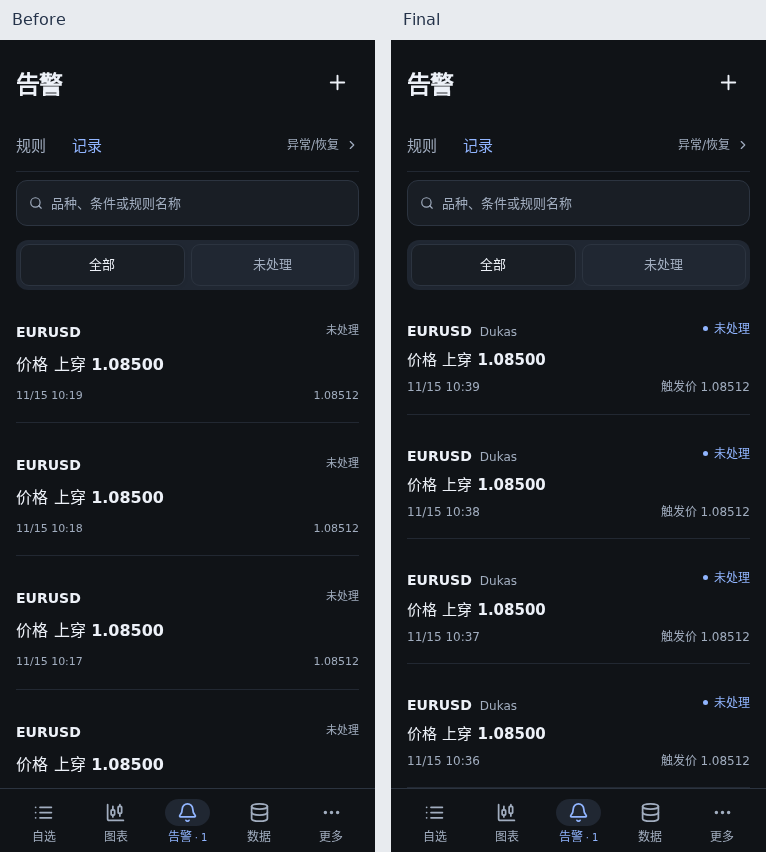 Before
告警
规则 记录 异常/恢复
品种、条件或规则名称
全部 未处理
EURUSD 未处理
价格 上穿 1.08500
11/15 10:19 1.08512
EURUSD 未处理
价格 上穿 1.08500
11/15 10:18 1.08512
EURUSD 未处理
价格 上穿 1.08500
11/15 10:17 1.08512
EURUSD 未处理
价格 上穿 1.08500
自选 图表 告警 · 1 数据 更多
Final
告警
规则 记录 异常/恢复
品种、条件或规则名称
全部 未处理
EURUSD Dukas 未处理
价格 上穿 1.08500
11/15 10:39 触发价 1.08512
EURUSD Dukas 未处理
价格 上穿 1.08500
11/15 10:38 触发价 1.08512
EURUSD Dukas 未处理
价格 上穿 1.08500
11/15 10:37 触发价 1.08512
EURUSD Dukas 未处理
价格 上穿 1.08500
11/15 10:36 触发价 1.08512
自选 图表 告警 · 1 数据 更多